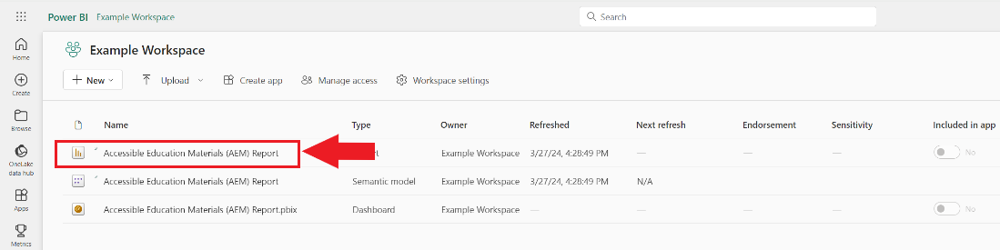 Power BI Example Workspace Search
Home
Create
Browse
OneLake
data hub
Apps
Metrics
Example Workspace
New Upload Create app Manage access Workspace settings
Name Type Owner Refreshed Next refresh Endorsement Sensitivity Included in app
Accessible Education Materials (AEM) Report Example Workspace 3/27/24, 4:28:49 PM — — — No
Accessible Education Materials (AEM) Report Semantic model Example Workspace 3/27/24, 4:28:49 PM N/A — —
Accessible Education Materials (AEM) Report.pbix Dashboard Example Workspace — — — — No